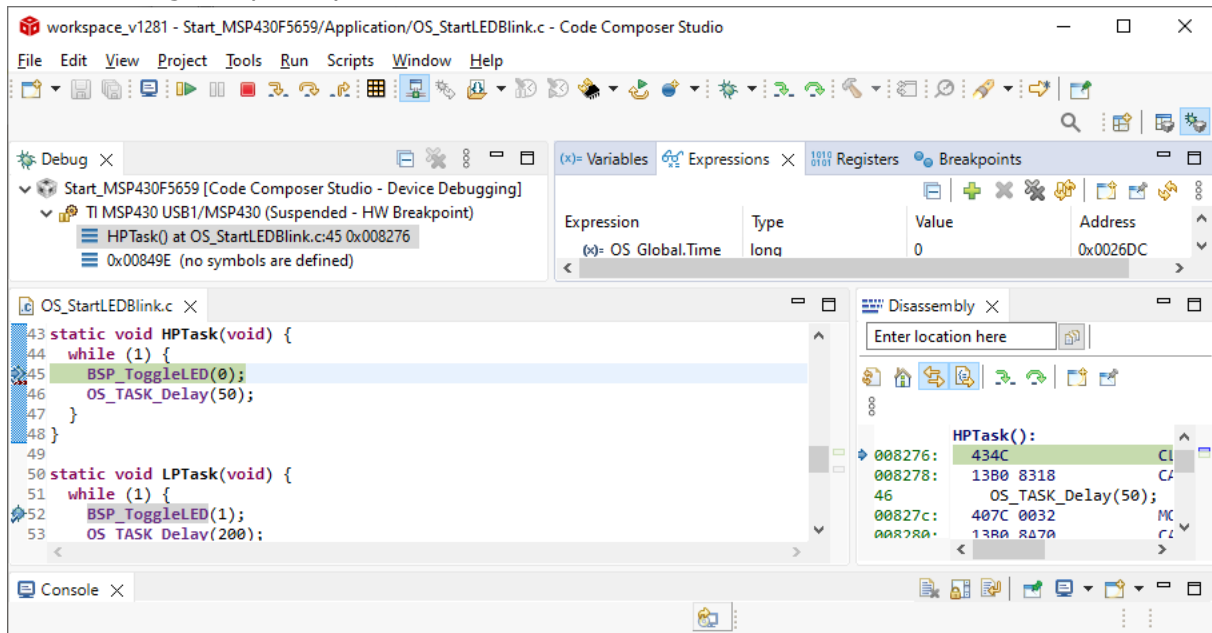 workspace_v1281 - Start_MSP430F5659/Application/OS_StartLEDBlink.c - Code Composer Studio
File Edit View Project Tools Run Scripts Window Help
Debug
(x)= Variables Expressions Registers Breakpoints
Start_MSP430F5659 [Code Composer Studio - Device Debugging]
TI MSP430 USB1/MSP430 (Suspended - HW Breakpoint)
HPTask() at OS_StartLEDBlink.c:45 0x008276
0x00849E (no symbols are defined)
Expression Type Value Address
(x)= OS_Global.Time long 0 0x0026DC
OS_StartLEDBlink.c
43 static void HPTask(void) {
44 while (1) {
45 BSP_ToggleLED(0);
46 OS_TASK_Delay(50);
47 }
48 }
49
50 static void LPTask(void) {
51 while (1) {
52 BSP_ToggleLED(1);
53 OS_TASK_Delay(200);
Disassembly
Enter location here
HPTask():
008276: 434C
008278: 13B0 8318
46 OS_TASK_Delay(50);
00827c: 407C 0032
008280: 13B0 8A70
Console